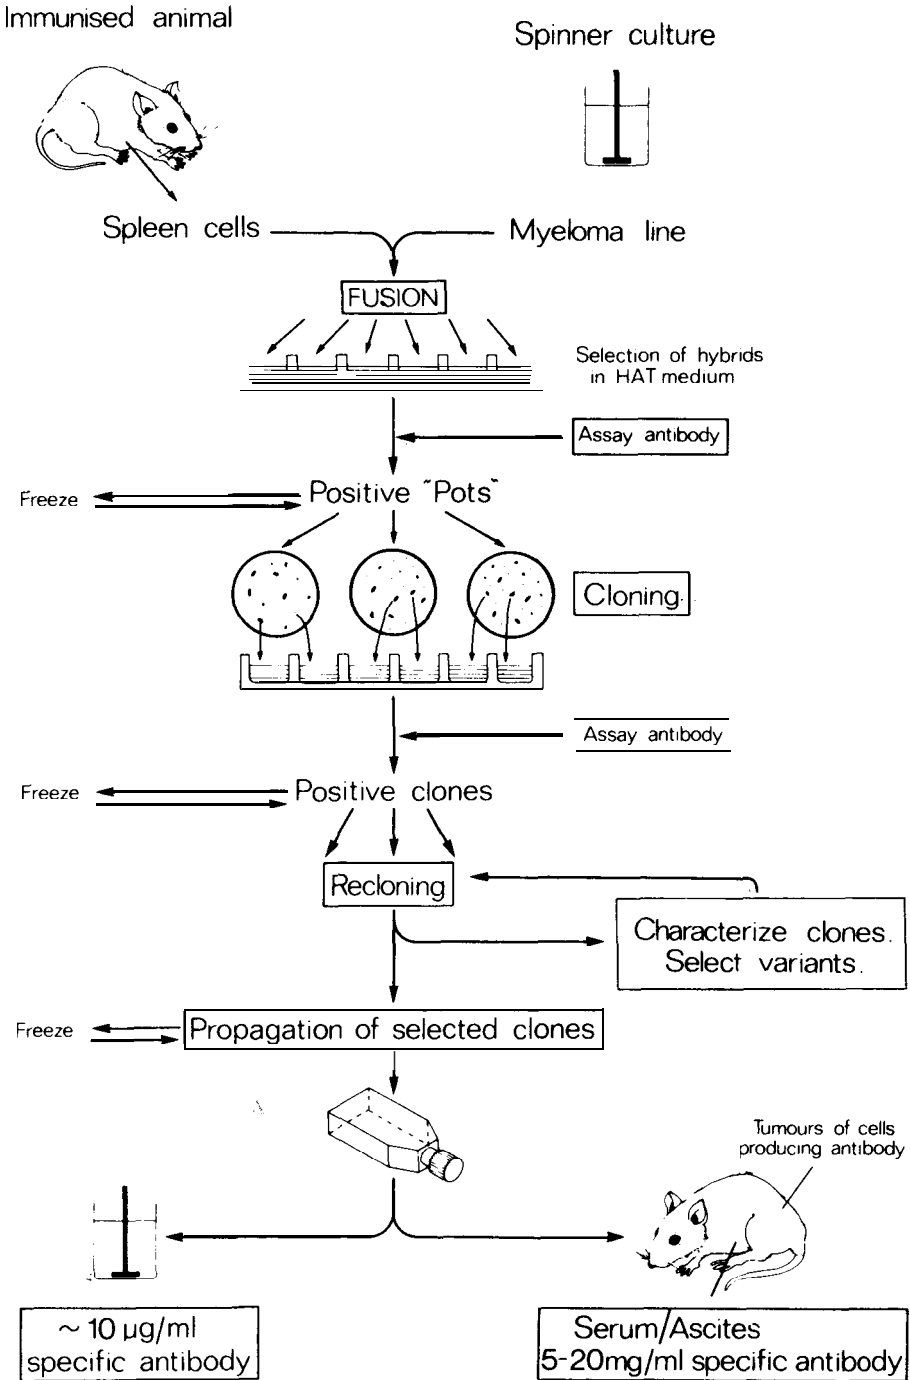 Immunised animal
Spinner culture
Spleen cells
Myeloma line
FUSION
Selection of hybrids
in HAT medium
Assay antibody
Freeze
Positive "Pots"
Cloning.
Assay antibody
Freeze
Positive clones
Recloning
Characterize clones.
Select variants.
Freeze
Propagation of selected clones
Tumours of cells
producing antibody
~ 10 µg/ml
specific antibody
Serum/Ascites
5-20mg/ml specific antibody